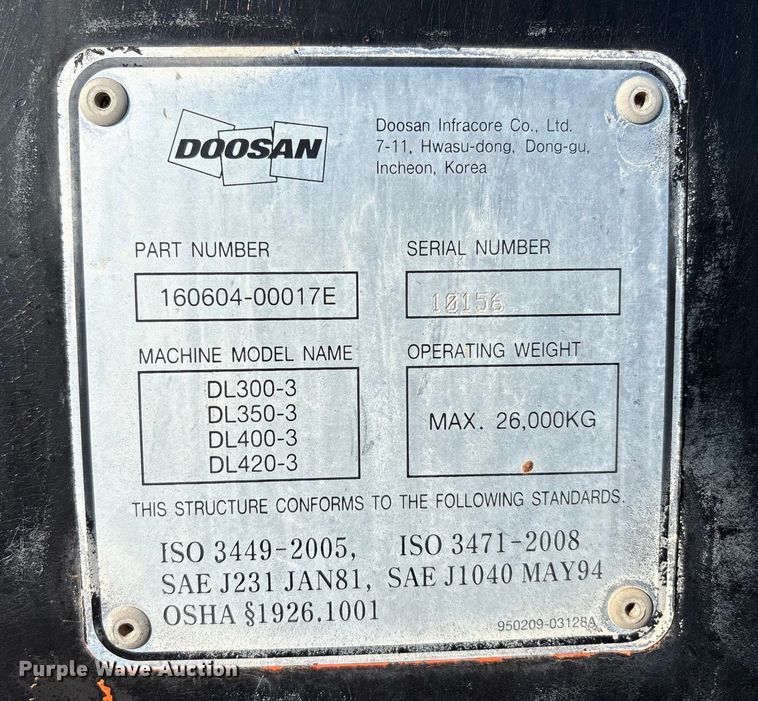 DOOSAN
Doosan Infracore Co., Ltd.
7-11, Hwasu-dong, Dong-gu,
Incheon, Korea
PART NUMBER
160604-00017E
SERIAL NUMBER
10156
MACHINE MODEL NAME
DL300-3
DL350-3
DL400-3
DL420-3
OPERATING WEIGHT
MAX. 26,000KG
THIS STRUCTURE CONFORMS TO THE FOLLOWING STANDARDS.
ISO 3449-2005, ISO 3471-2008
SAE J231 JAN81, SAE J1040 MAY94
OSHA §1926.1001
950209-03128A
Purple Wave Auction